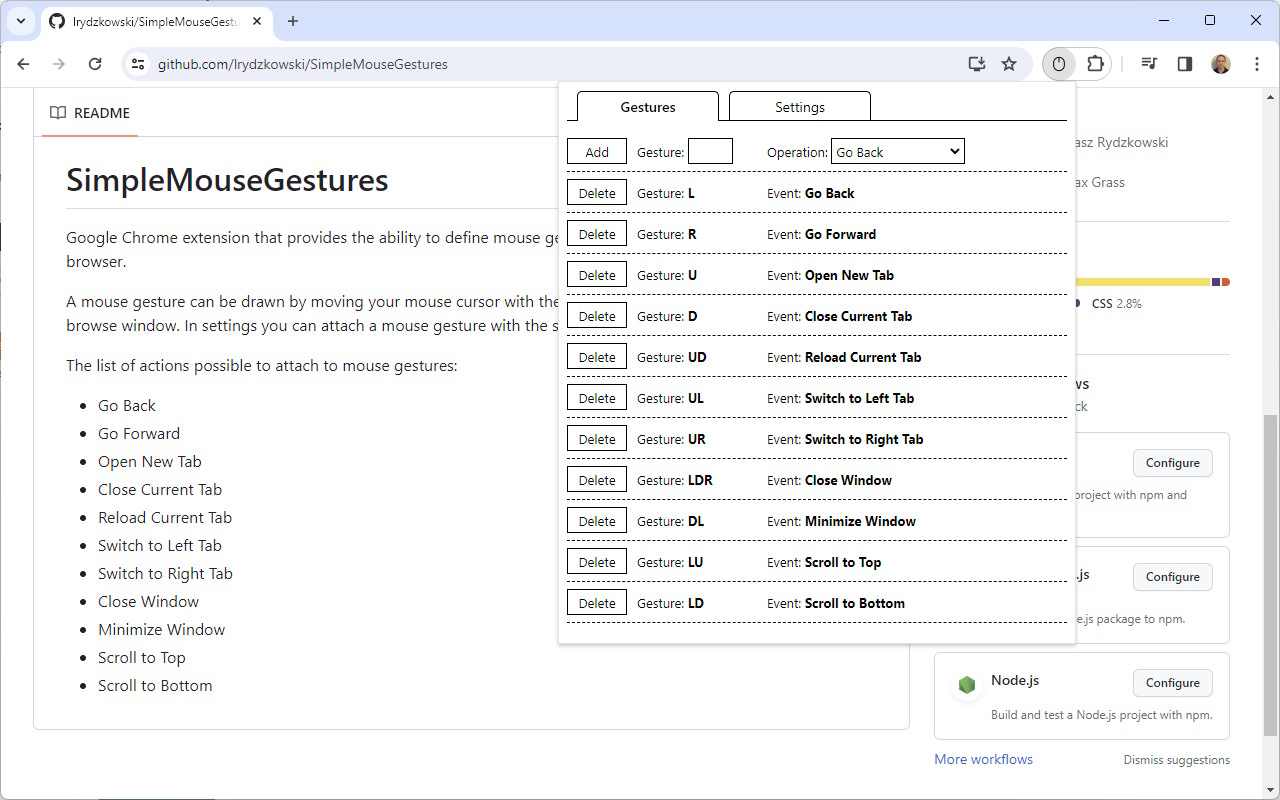 lrydzkowski/SimpleMouseGestu
github.com/lrydzkowski/SimpleMouseGestures
README
SimpleMouseGestures
Google Chrome extension that provides the ability to define mouse ge
browser.
A mouse gesture can be drawn by moving your mouse cursor with the
browse window. In settings you can attach a mouse gesture with the s
The list of actions possible to attach to mouse gestures:
Go Back
Go Forward
Open New Tab
Close Current Tab
Reload Current Tab
Switch to Left Tab
Switch to Right Tab
Close Window
Minimize Window
Scroll to Top
Scroll to Bottom
Gestures
Settings
Add Gesture: Operation: Go Back
Delete Gesture: L Event: Go Back
Delete Gesture: R Event: Go Forward
Delete Gesture: U Event: Open New Tab
Delete Gesture: D Event: Close Current Tab
Delete Gesture: UD Event: Reload Current Tab
Delete Gesture: UL Event: Switch to Left Tab
Delete Gesture: UR Event: Switch to Right Tab
Delete Gesture: LDR Event: Close Window
Delete Gesture: DL Event: Minimize Window
Delete Gesture: LU Event: Scroll to Top
Delete Gesture: LD Event: Scroll to Bottom
asz Rydzkowski
ax Grass
CSS 2.8%
ws
ck
Configure
project with npm and
.js
Configure
e.js package to npm.
Node.js
Configure
Build and test a Node.js project with npm.
More workflows
Dismiss suggestions